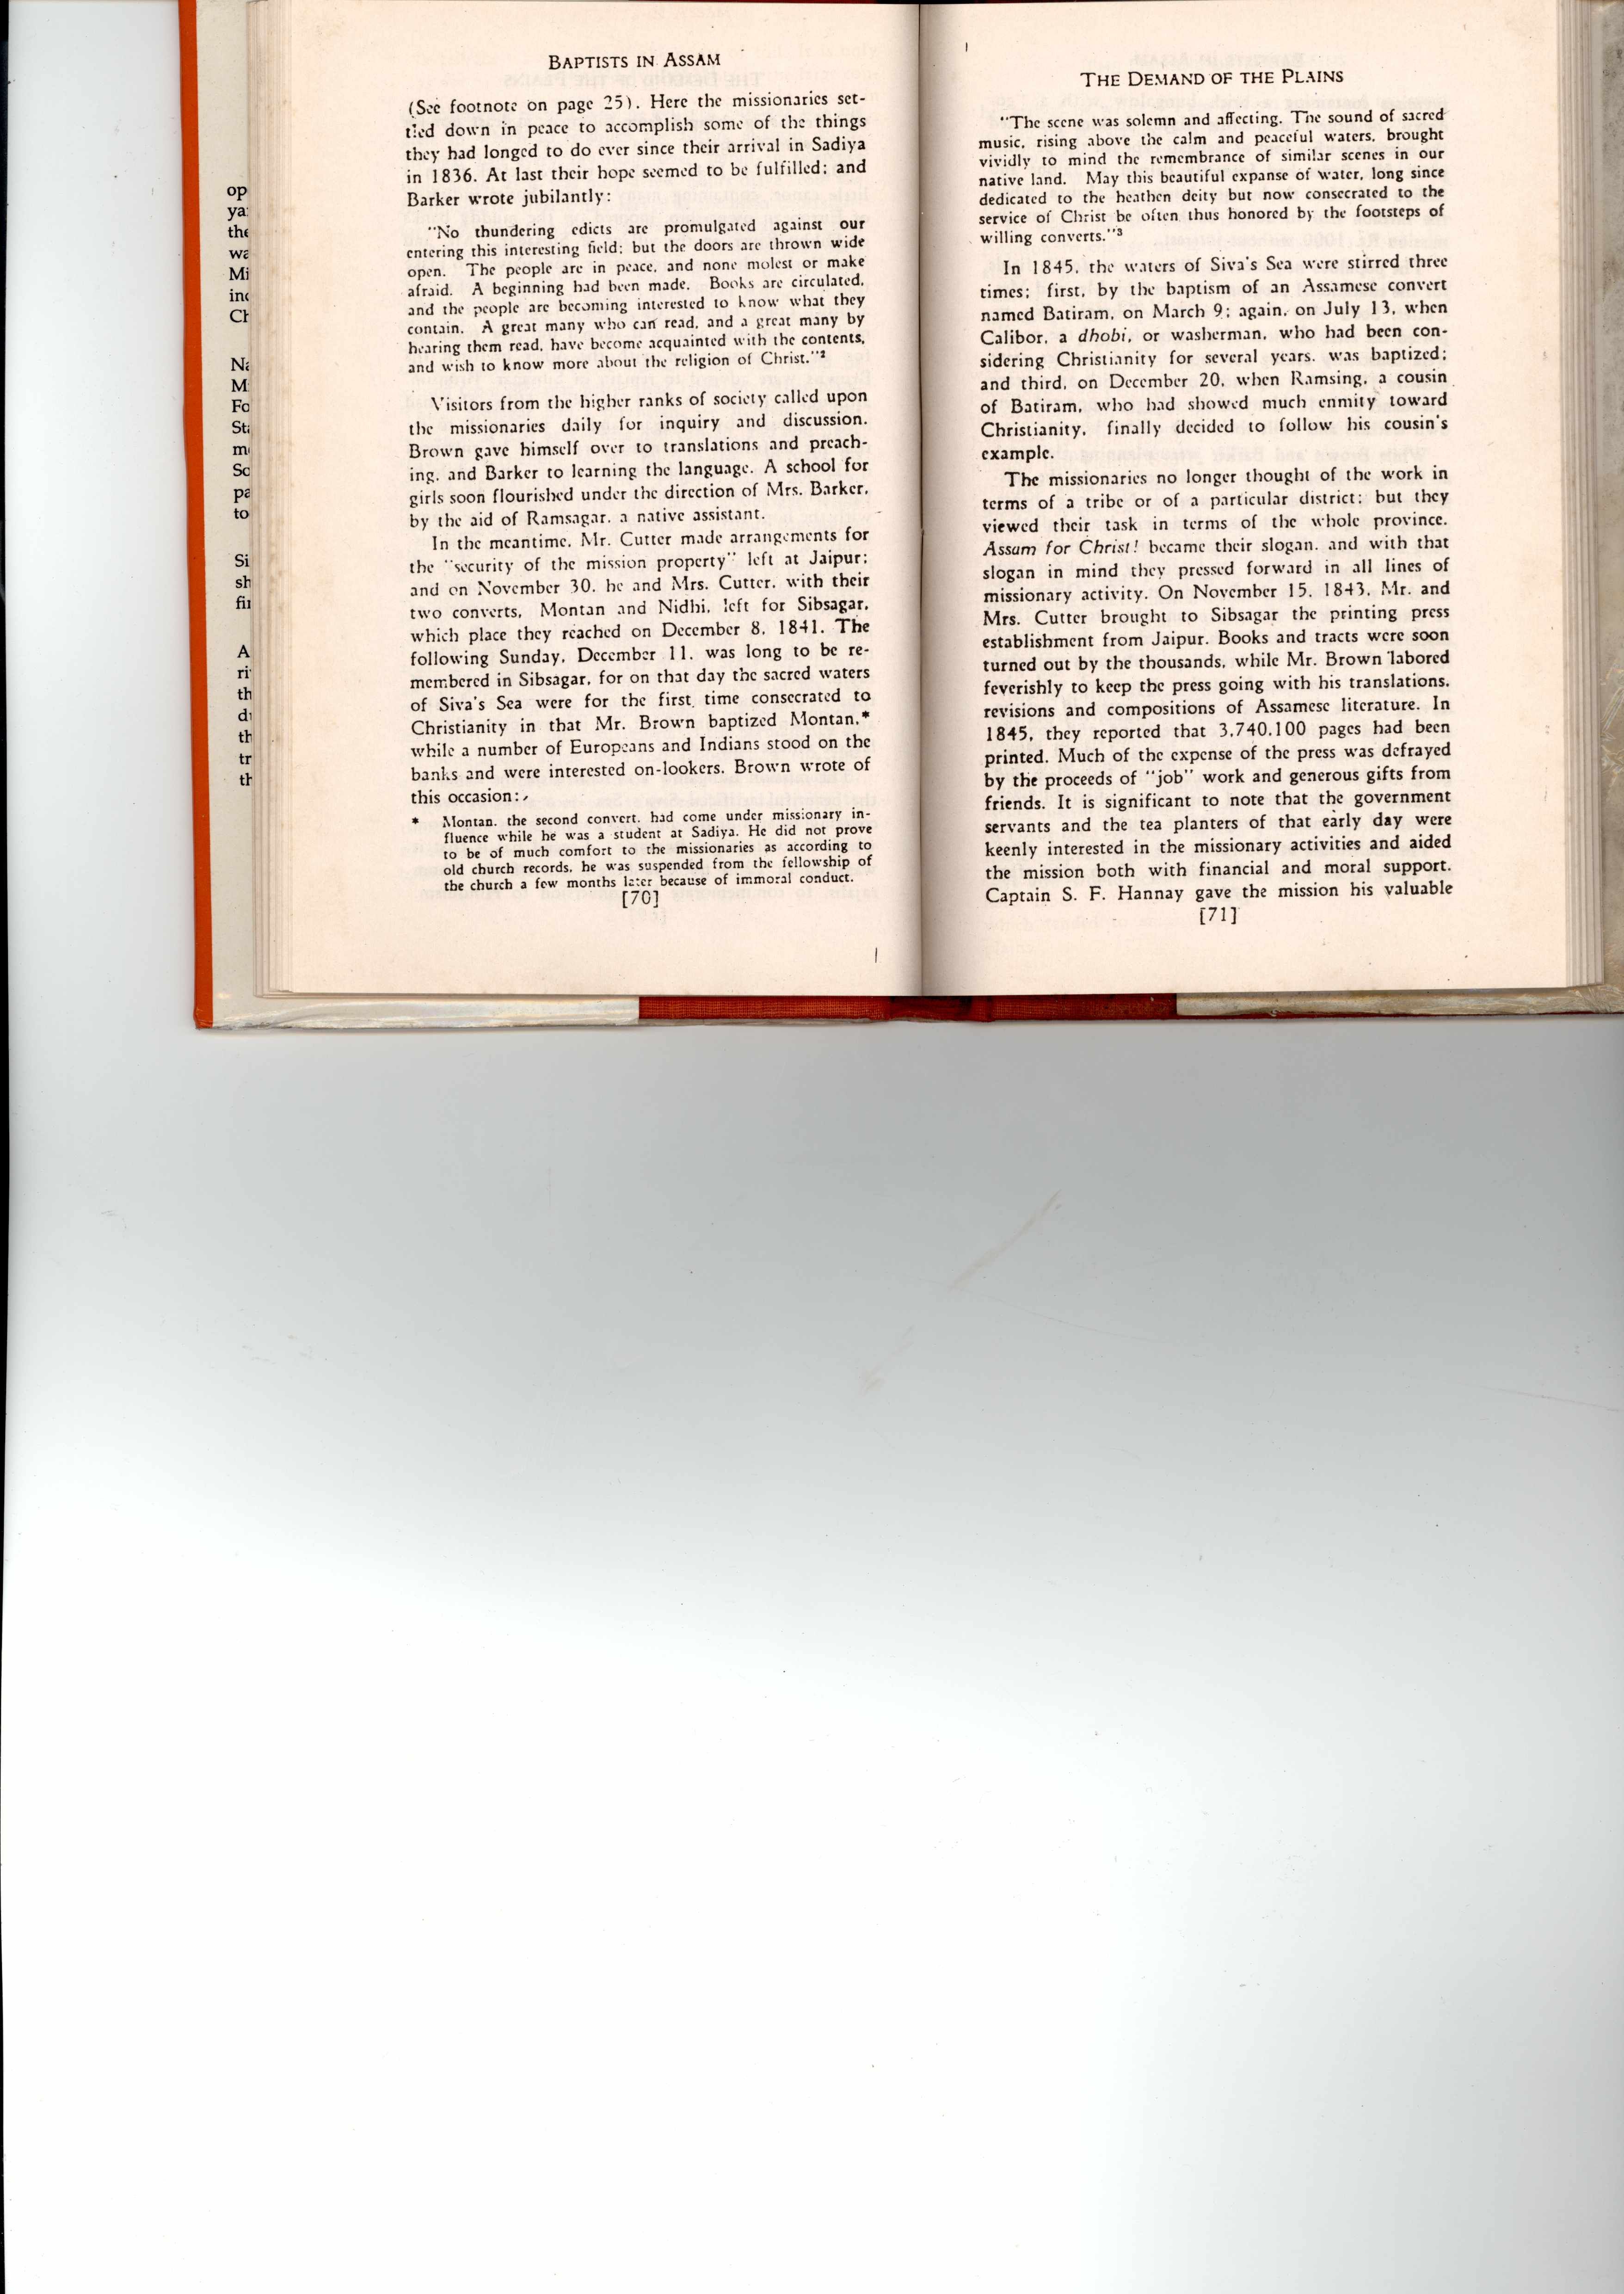 op
ya
the
wa
Mi
inc
Ch
Na
M
Fo
Sta
m
So
pa
to
Si
sh
fi
A
ri
th
d
th
tr
th
BAPTISTS IN ASSAM
(See footnote on page 25). Here the missionaries set-
tled down in peace to accomplish some of the things
they had longed to do ever since their arrival in Sadiya
in 1836. At last their hope seemed to be fulfilled; and
Barker wrote jubilantly:
"No thundering edicts are promulgated against our
entering this interesting field; but the doors are thrown wide
open. The people are in peace, and none molest or make
afraid. A beginning had been made. Books are circulated,
and the people are becoming interested to know what they
contain. A great many who can read, and a great many by
hearing them read, have become acquainted with the contents,
and wish to know more about the religion of Christ."2
Visitors from the higher ranks of society called upon
the missionaries daily for inquiry and discussion.
Brown gave himself over to translations and preach-
ing, and Barker to learning the language. A school for
girls soon flourished under the direction of Mrs. Barker,
by the aid of Ramsagar, a native assistant.
In the meantime, Mr. Cutter made arrangements for
the "security of the mission property" left at Jaipur;
and on November 30, he and Mrs. Cutter, with their
two converts, Montan and Nidhi, left for Sibsagar,
which place they reached on December 8, 1841. The
following Sunday, December 11, was long to be re-
membered in Sibsagar, for on that day the sacred waters
of Siva's Sea were for the first time consecrated to
Christianity in that Mr. Brown baptized Montan,*
while a number of Europeans and Indians stood on the
banks and were interested on-lookers. Brown wrote of
this occasion:
* Montan, the second convert, had come under missionary in-
fluence while he was a student at Sadiya. He did not prove
to be of much comfort to the missionaries as according to
old church records, he was suspended from the fellowship of
the church a few months later because of immoral conduct.
[70]
THE DEMAND OF THE PLAINS
"The scene was solemn and affecting. The sound of sacred
music, rising above the calm and peaceful waters, brought
vividly to mind the remembrance of similar scenes in our
native land. May this beautiful expanse of water, long since
dedicated to the heathen deity but now consecrated to the
service of Christ be often thus honored by the footsteps of
willing converts."3
In 1845, the waters of Siva's Sea were stirred three
times; first, by the baptism of an Assamese convert
named Batiram, on March 9; again, on July 13, when
Calibor, a dhobi, or washerman, who had been con-
sidering Christianity for several years, was baptized;
and third, on December 20, when Ramsing, a cousin
of Batiram, who had showed much enmity toward
Christianity, finally decided to follow his cousin's
example.
The missionaries no longer thought of the work in
terms of a tribe or of a particular district; but they
viewed their task in terms of the whole province.
Assam for Christ! became their slogan, and with that
slogan in mind they pressed forward in all lines of
missionary activity. On November 15, 1843, Mr. and
Mrs. Cutter brought to Sibsagar the printing press
establishment from Jaipur. Books and tracts were soon
turned out by the thousands, while Mr. Brown labored
feverishly to keep the press going with his translations,
revisions and compositions of Assamese literature. In
1845, they reported that 3,740,100 pages had been
printed. Much of the expense of the press was defrayed
by the proceeds of "job" work and generous gifts from
friends. It is significant to note that the government
servants and the tea planters of that early day were
keenly interested in the missionary activities and aided
the mission both with financial and moral support.
Captain S. F. Hannay gave the mission his valuable
[71]